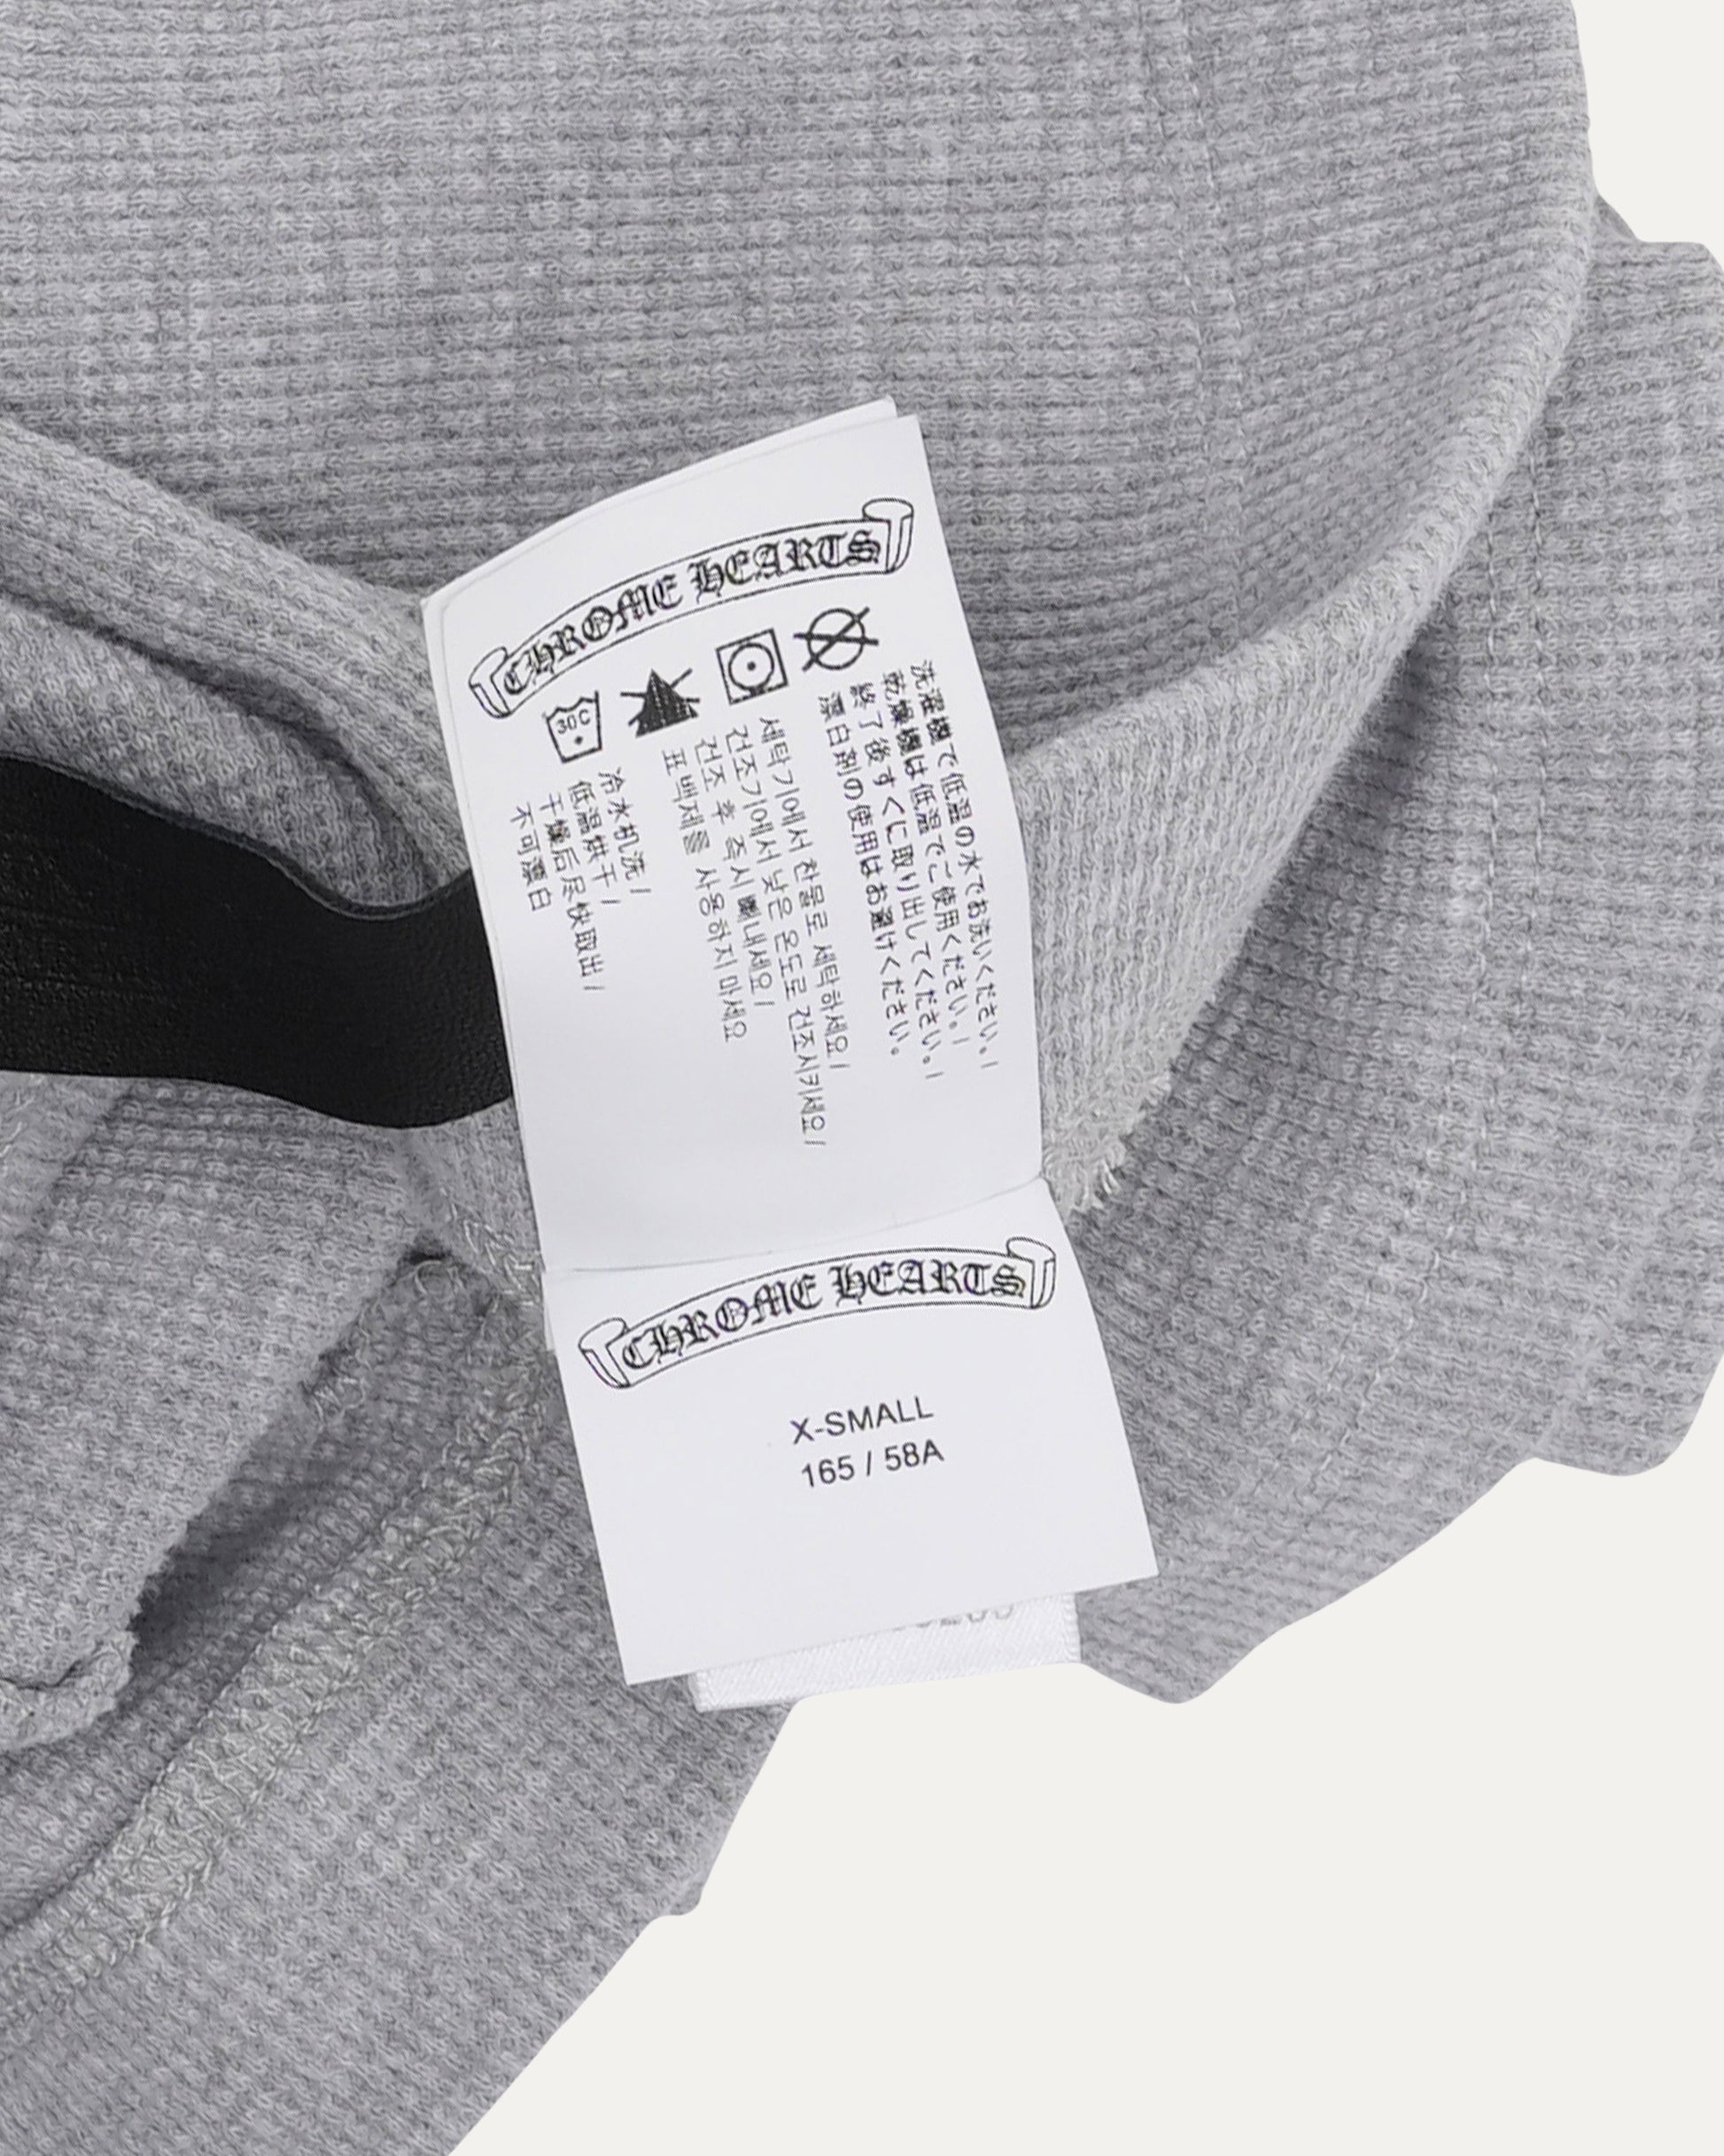 CHROME HEARTS
30C
洗濯機で低温の水でお洗いください。/
乾燥機は低温でご使用ください。/
終了後すぐに取り出してください。/
漂白剤の使用はお避けください。
세탁기에서 찬물로 세탁하세요/
건조기에서 낮은 온도로 건조시키세요/
건조 후 즉시 빼내세요/
표백제를 사용하지 마세요
冷水机洗/
低温烘干/
干燥后尽快取出/
不可漂白
CHROME HEARTS
X-SMALL
165 / 58A